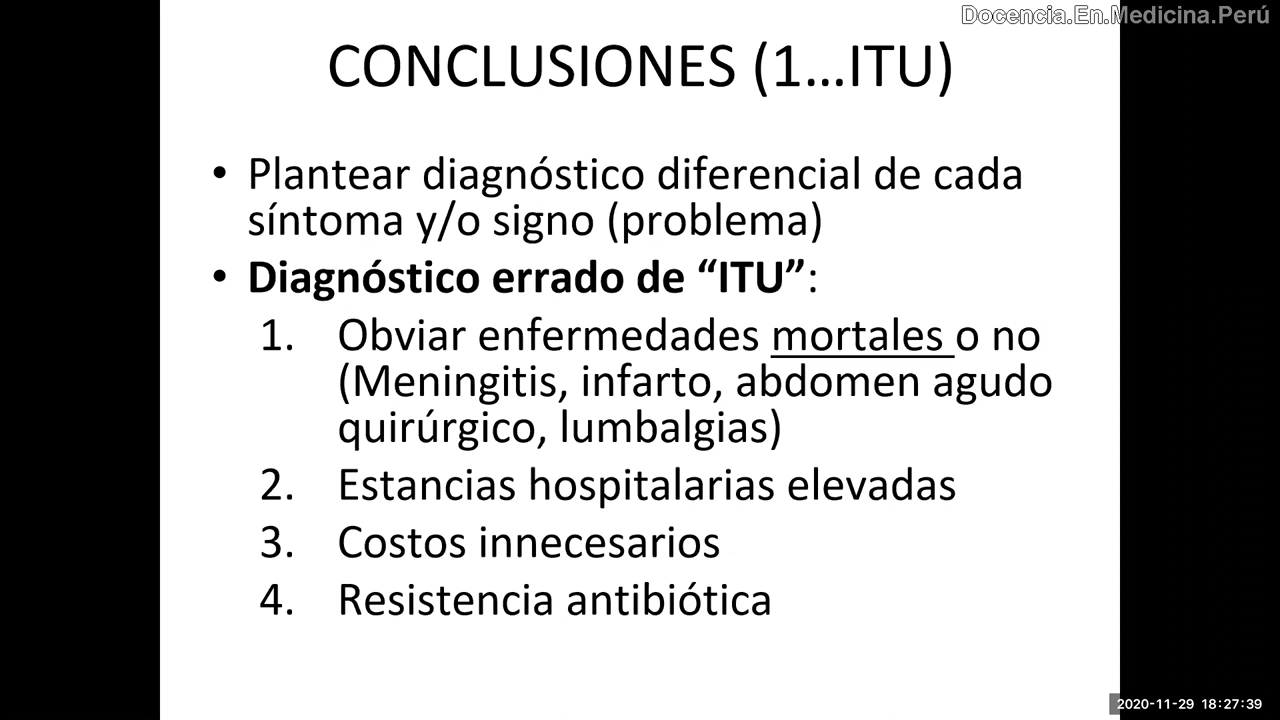 Docencia.En.Medicina.Perú
CONCLUSIONES (1...ITU)
• Plantear diagnóstico diferencial de cada
síntoma y/o signo (problema)
• Diagnóstico errado de “ITU”:
1. Obviar enfermedades mortales o no
(Meningitis, infarto, abdomen agudo
quirúrgico, lumbalgias)
2. Estancias hospitalarias elevadas
3. Costos innecesarios
4. Resistencia antibiótica
2020-11-29 18:27:39